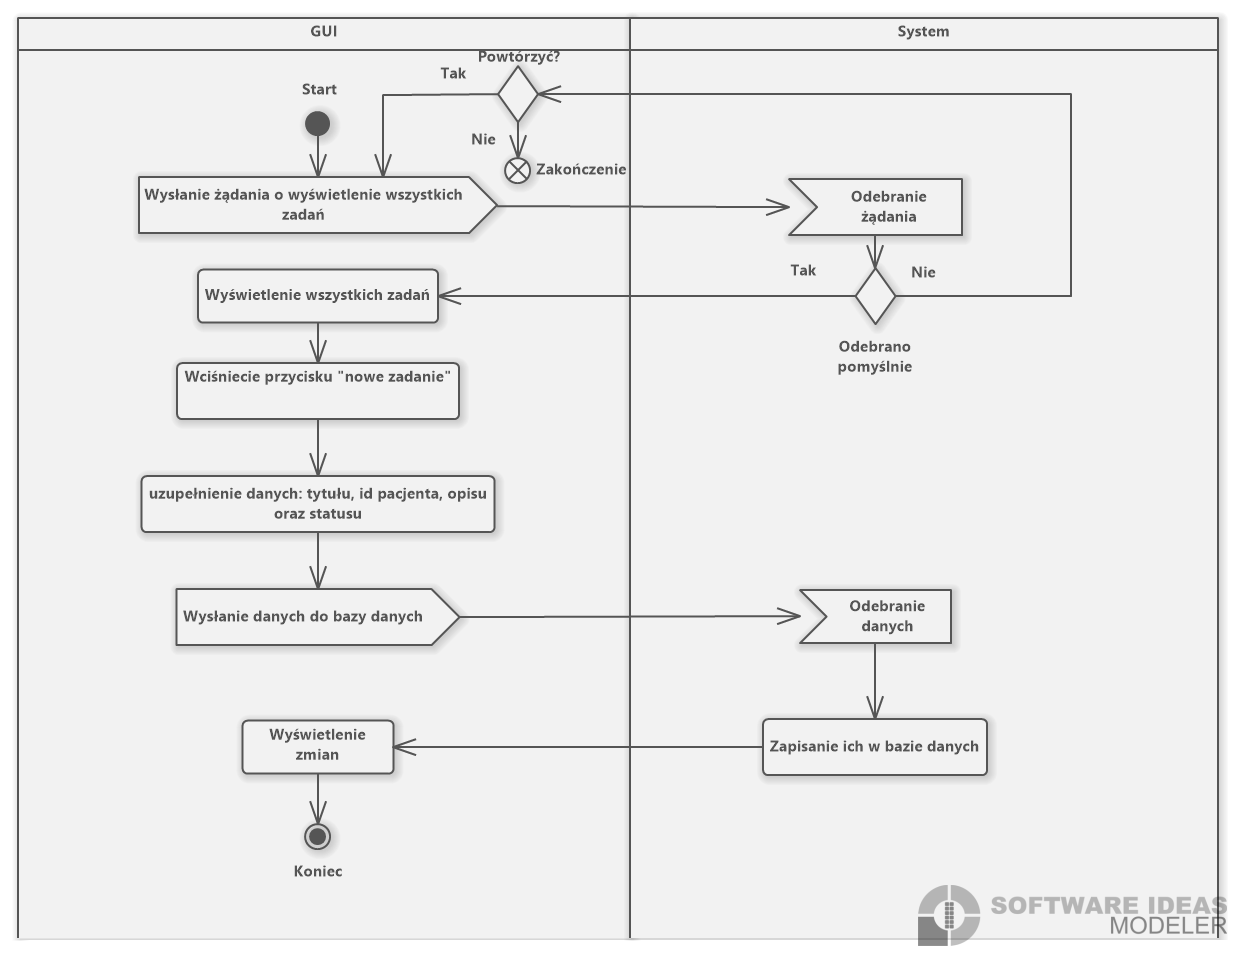 GUI
System
Powtórzyć?
Tak
Start
Nie
Zakończenie
Wysłanie żądania o wyświetlenie wszystkich
zadań
Odebranie
żądania
Tak
Nie
Wyświetlenie wszystkich zadań
Odebrano
pomyślnie
Wciśniecie przycisku "nowe zadanie"
uzupełnienie danych: tytułu, id pacjenta, opisu
oraz statusu
Wysłanie danych do bazy danych
Odebranie
danych
Wyświetlenie
zmian
Zapisanie ich w bazie danych
Koniec
SOFTWARE IDEAS
MODELER